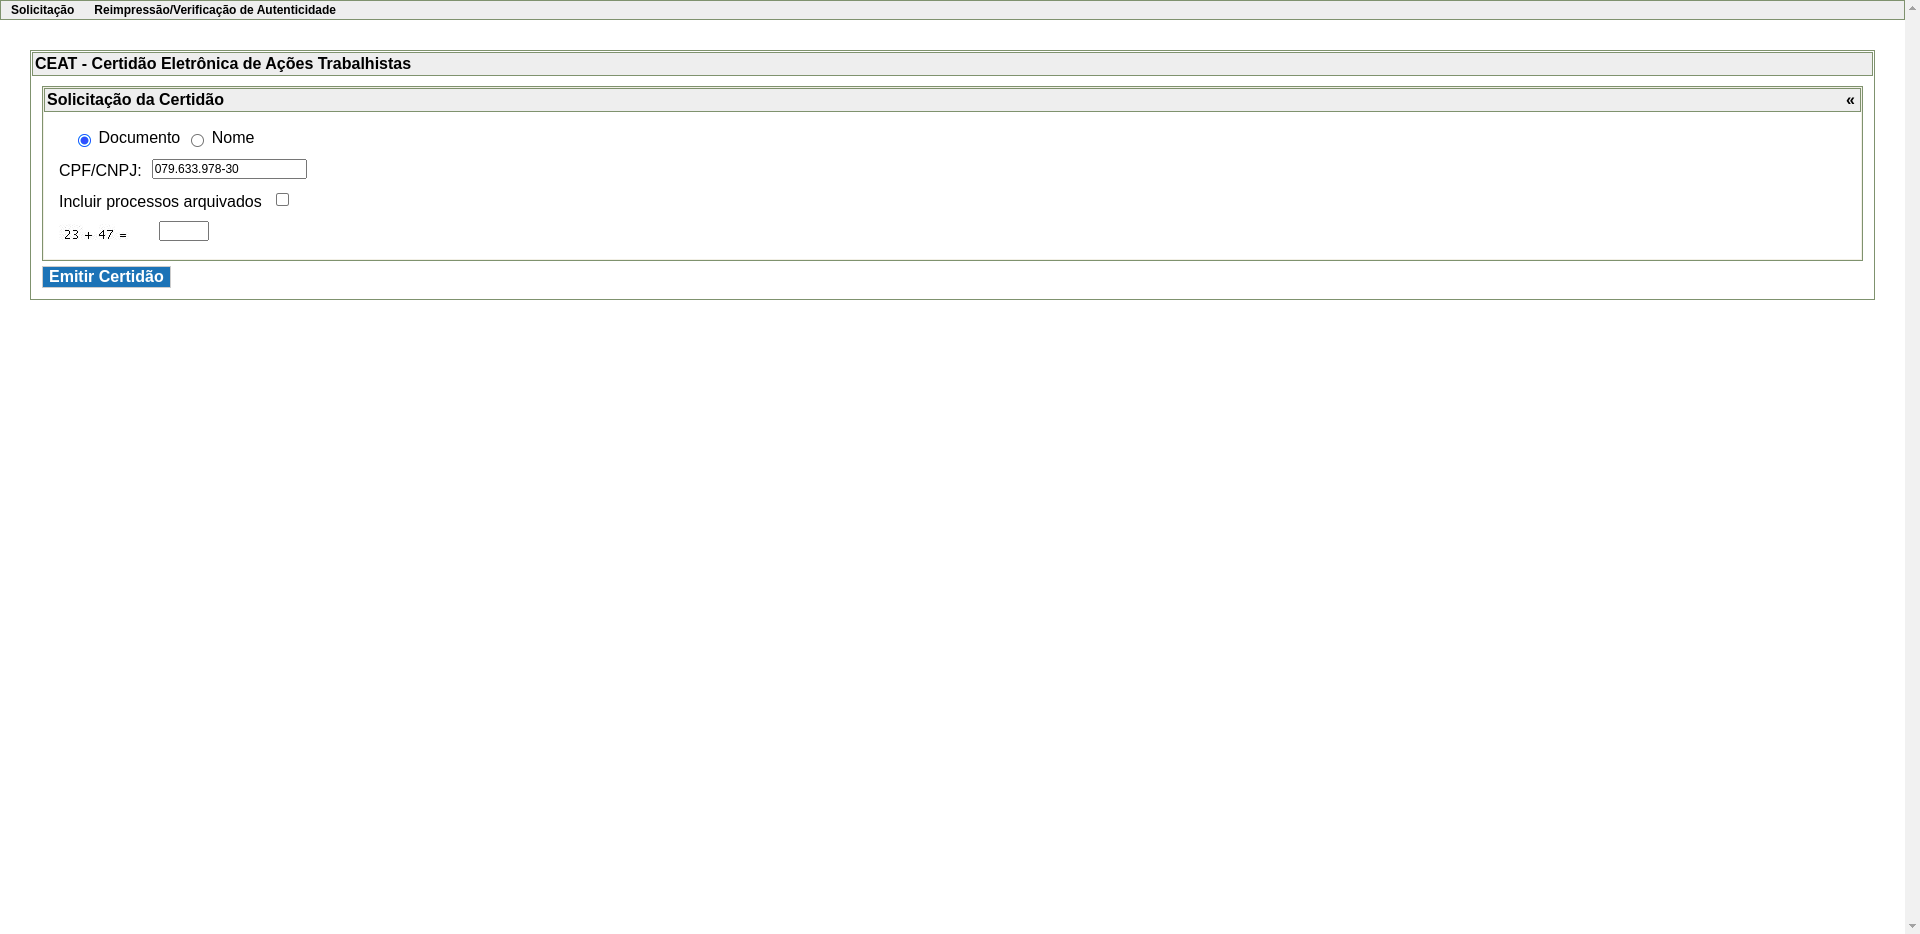 Solicitação Reimpressão/Verificação de Autenticidade
CEAT - Certidão Eletrônica de Ações Trabalhistas
Solicitação da Certidão «
Documento Nome
CPF/CNPJ: 079.633.978-30
Incluir processos arquivados
23 + 47 =
Emitir Certidão